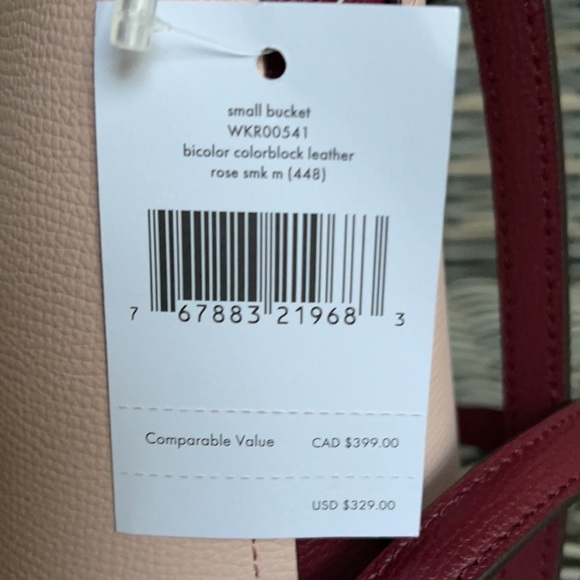 small bucket
WKR00541
bicolor colorblock leather
rose smk m (448)
7 67883 21968 3
Comparable Value CAD $399.00
USD $329.00